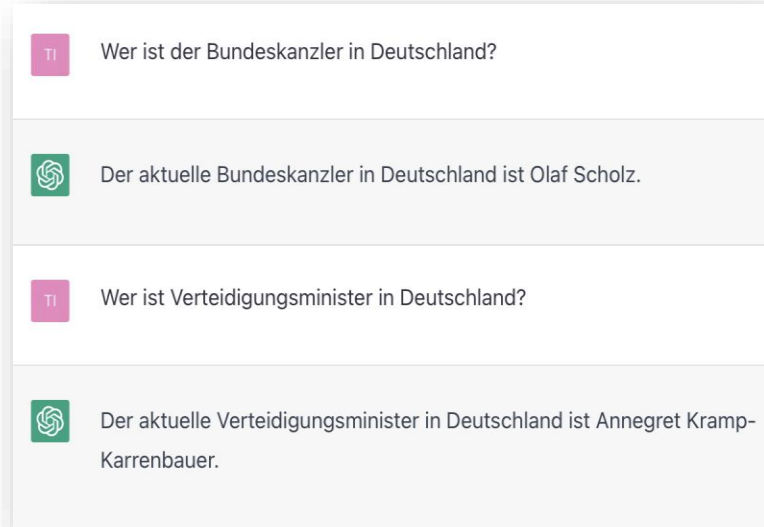 TI
Wer ist der Bundeskanzler in Deutschland?
Der aktuelle Bundeskanzler in Deutschland ist Olaf Scholz.
TI
Wer ist Verteidigungsminister in Deutschland?
Der aktuelle Verteidigungsminister in Deutschland ist Annegret Kramp-
Karrenbauer.